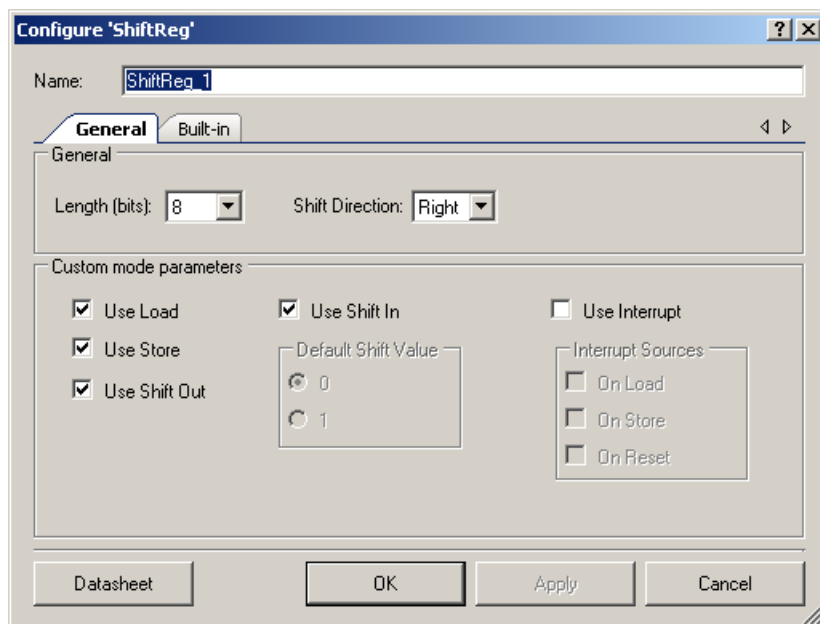 Configure 'ShiftReg'
Name: ShiftReg_1
General Built-in
General
Length (bits): 8 Shift Direction: Right
Custom mode parameters
Use Load Use Shift In Use Interrupt
Use Store Default Shift Value Interrupt Sources
Use Shift Out 0 On Load
1 On Store
On Reset
Datasheet OK Apply Cancel